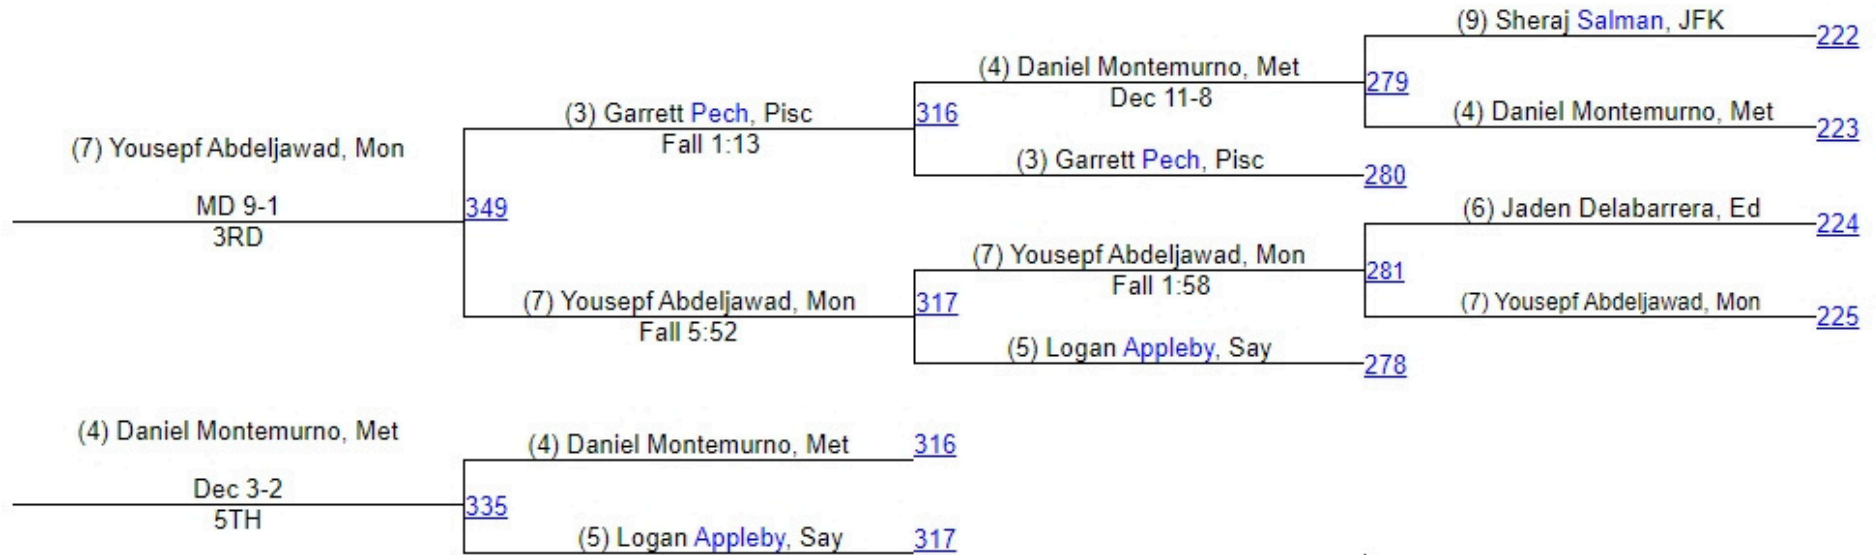 (9) Sheraj Salman, JFK
222
(4) Daniel Montemurno, Met
279
Dec 11-8
(3) Garrett Pech, Pisc
316
(4) Daniel Montemurno, Met
223
Fall 1:13
(7) Yousepf Abdeljawad, Mon
(3) Garrett Pech, Pisc
280
MD 9-1
349
(6) Jaden Delabarrera, Ed
224
3RD
(7) Yousepf Abdeljawad, Mon
281
Fall 1:58
(7) Yousepf Abdeljawad, Mon
317
(7) Yousepf Abdeljawad, Mon
225
Fall 5:52
(5) Logan Appleby, Say
278
(4) Daniel Montemurno, Met
(4) Daniel Montemurno, Met
316
Dec 3-2
335
5TH
(5) Logan Appleby, Say
317